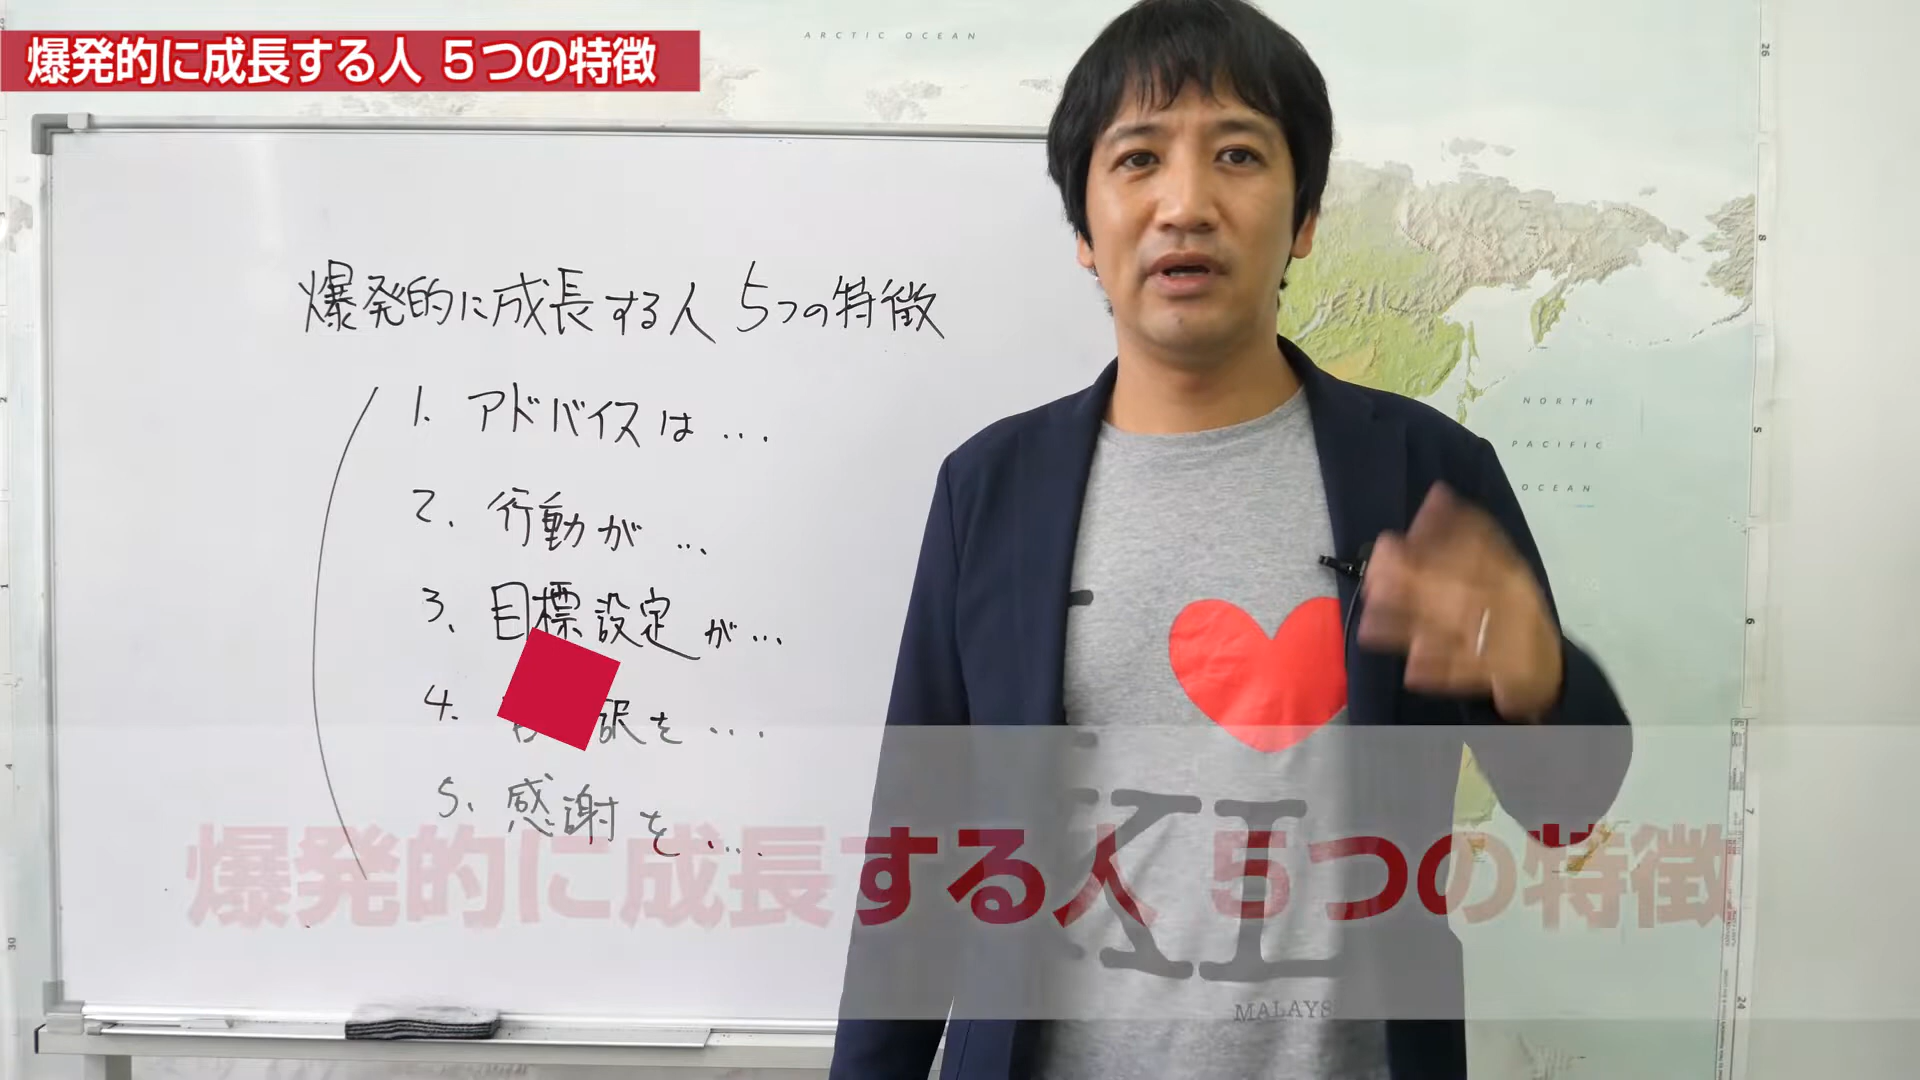 爆発的に成長する人 5つの特徴
ARCTIC OCEAN
爆発的に成長する人 5つの特徴
1. アドバイスは...
2. 行動が...
3. 目標設定が...
4. 訳を...
5. 感謝を....
NORTH
PACIFIC
OCEAN
KL
MALAYS
爆発的に成長する人 5つの特徴